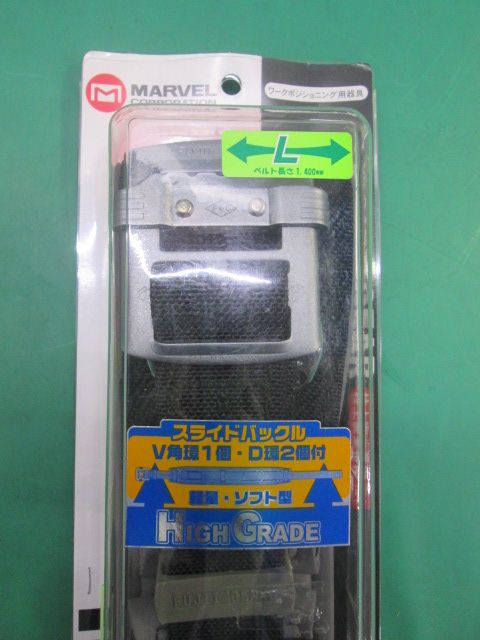 MARVEL
CORPORATION
ワークポジショニング用器具
L
ベルト長さ1,400mm
スライドバックル
V角環1個・D環2個付
軽量・ソフト型
HIGH GRADE